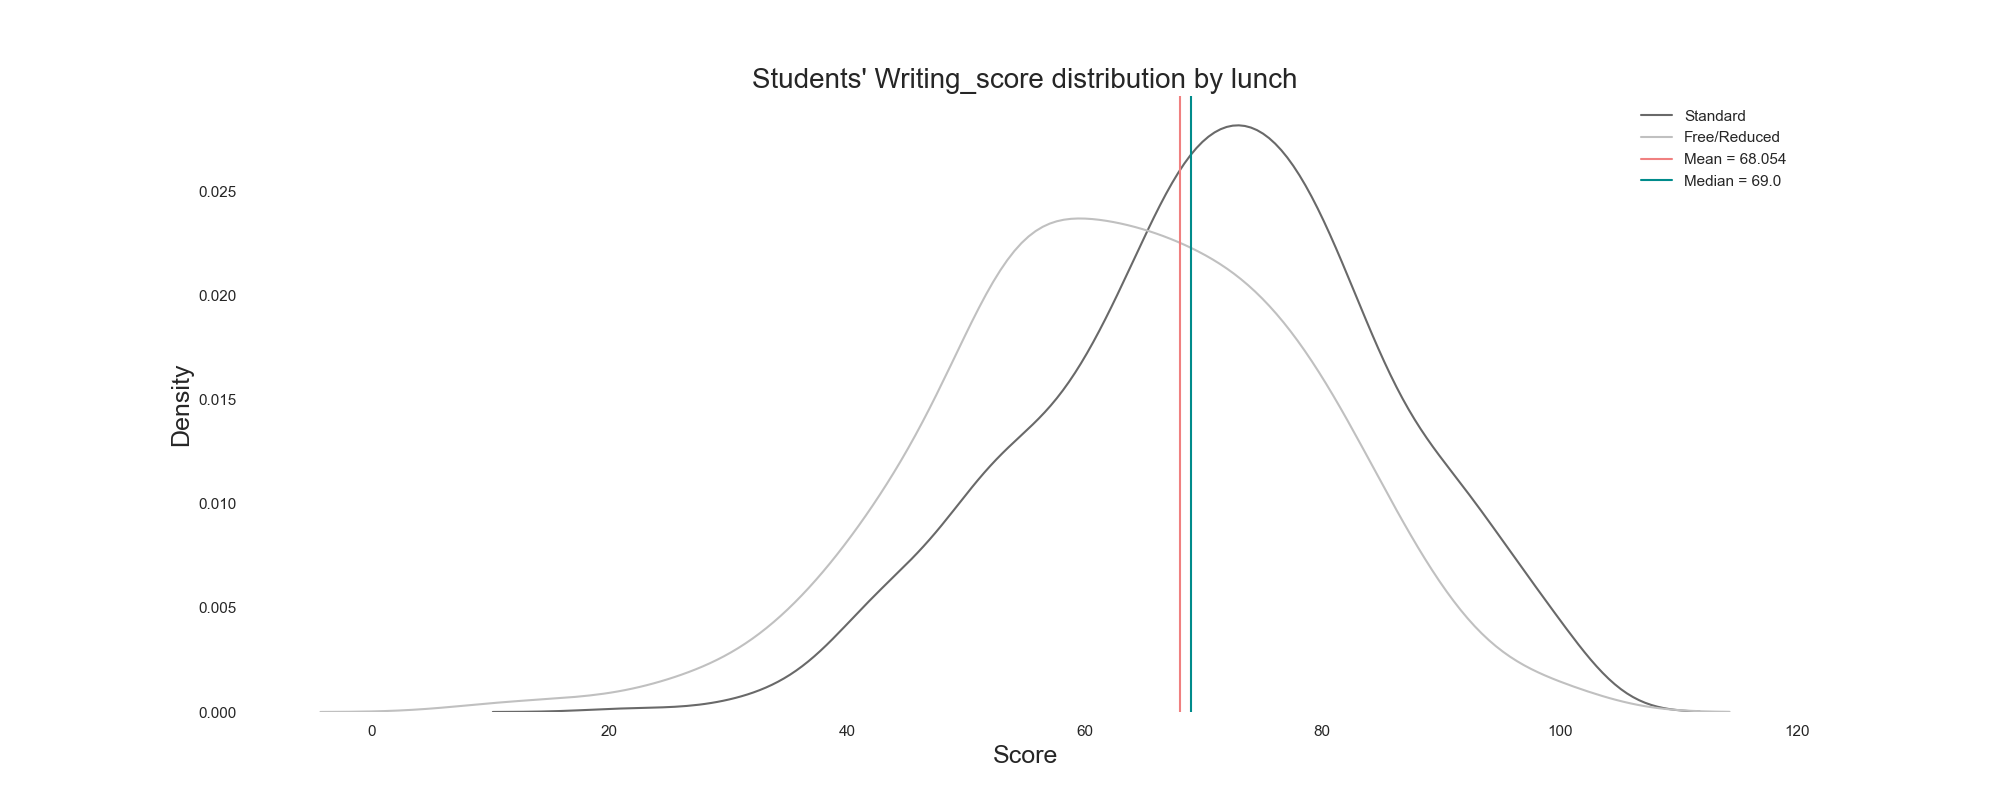 Students' Writing_score distribution by lunch
Standard
Free/Reduced
Mean = 68.054
Median = 69.0
Density
0.025
0.020
0.015
0.010
0.005
0.000
0
20
40
60
80
100
120
Score